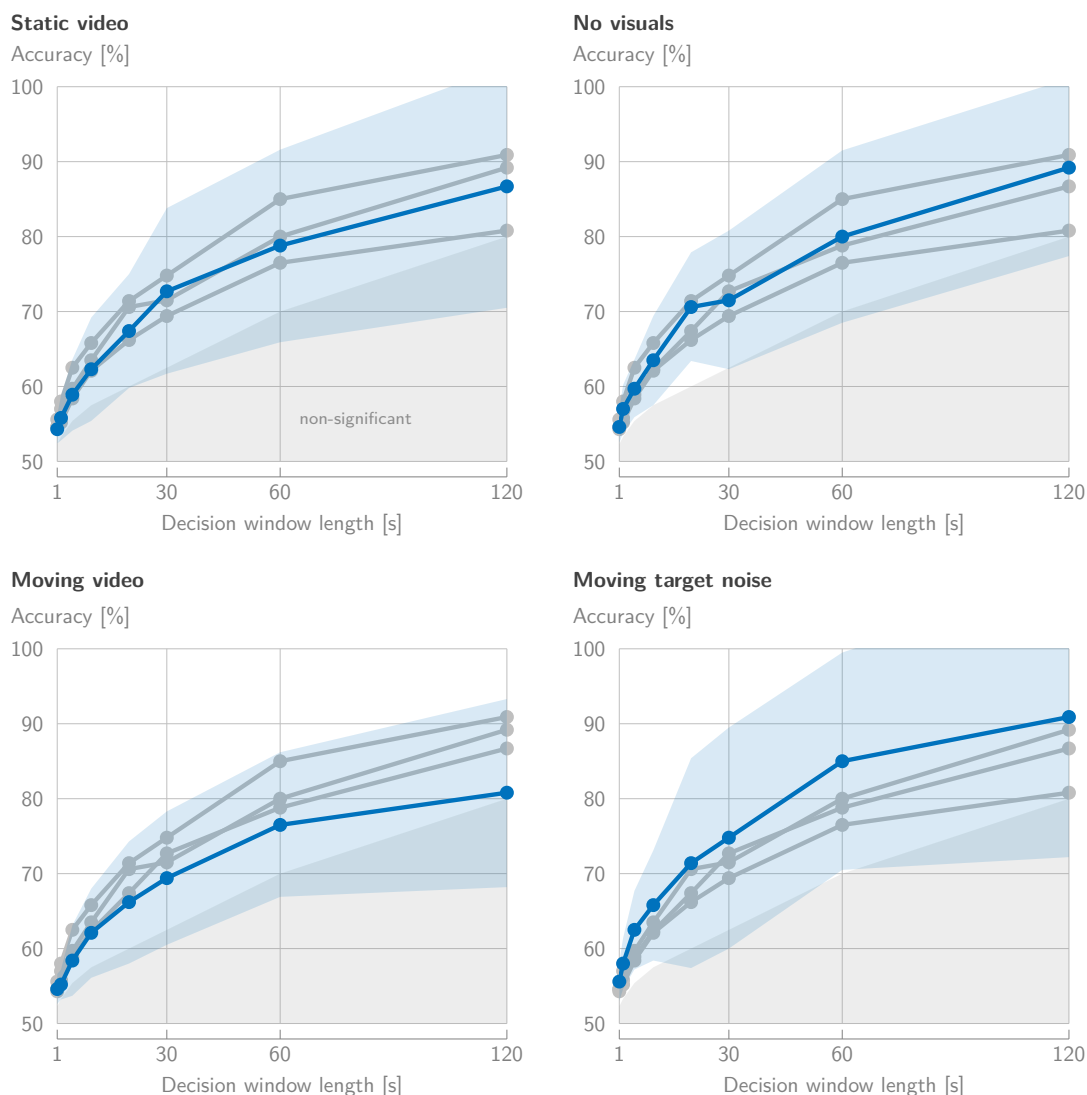 Static video
Accuracy [%]
100
90
80
70
60
50
non-significant
1 30 60 120
Decision window length [s]
No visuals
Accuracy [%]
100
90
80
70
60
50
1 30 60 120
Decision window length [s]
Moving video
Accuracy [%]
100
90
80
70
60
50
1 30 60 120
Decision window length [s]
Moving target noise
Accuracy [%]
100
90
80
70
60
50
1 30 60 120
Decision window length [s]